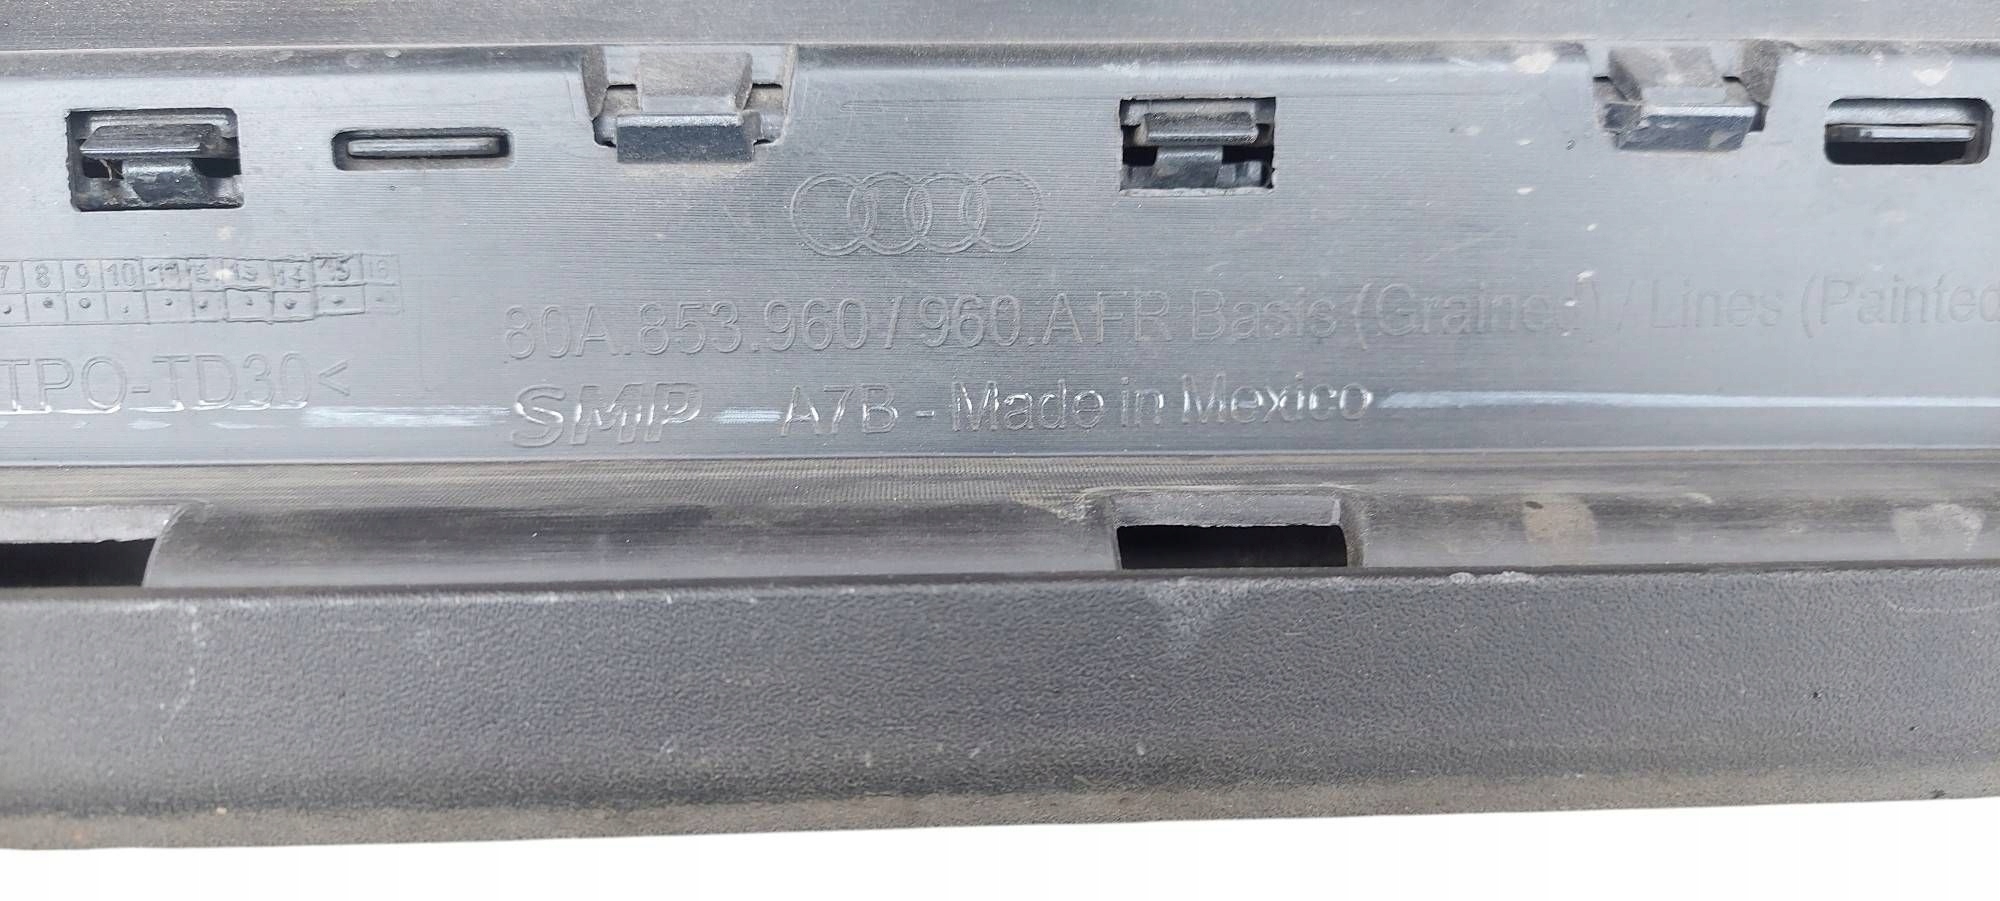 7 8 9 10 11 12 13 14 15 16
80A.853.960/960.A FR Basis (Grained) / Lines (Painted
TPO-TD30<
SMP - A7B - Made in Mexico